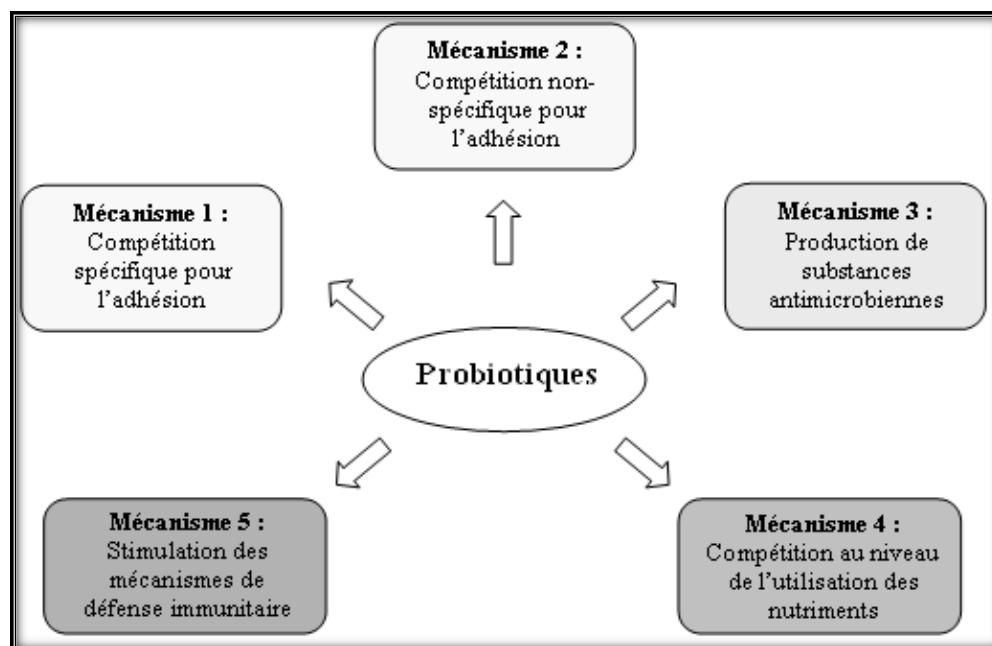 Mécanisme 2 :
Compétition non-
spécifique pour
l'adhésion
Mécanisme 1 :
Compétition
spécifique pour
l'adhésion
Mécanisme 3 :
Production de
substances
antimicrobiennes
Probiotiques
Mécanisme 5 :
Stimulation des
mécanismes de
défense immunitaire
Mécanisme 4 :
Compétition au niveau
de l'utilisation des
nutriments